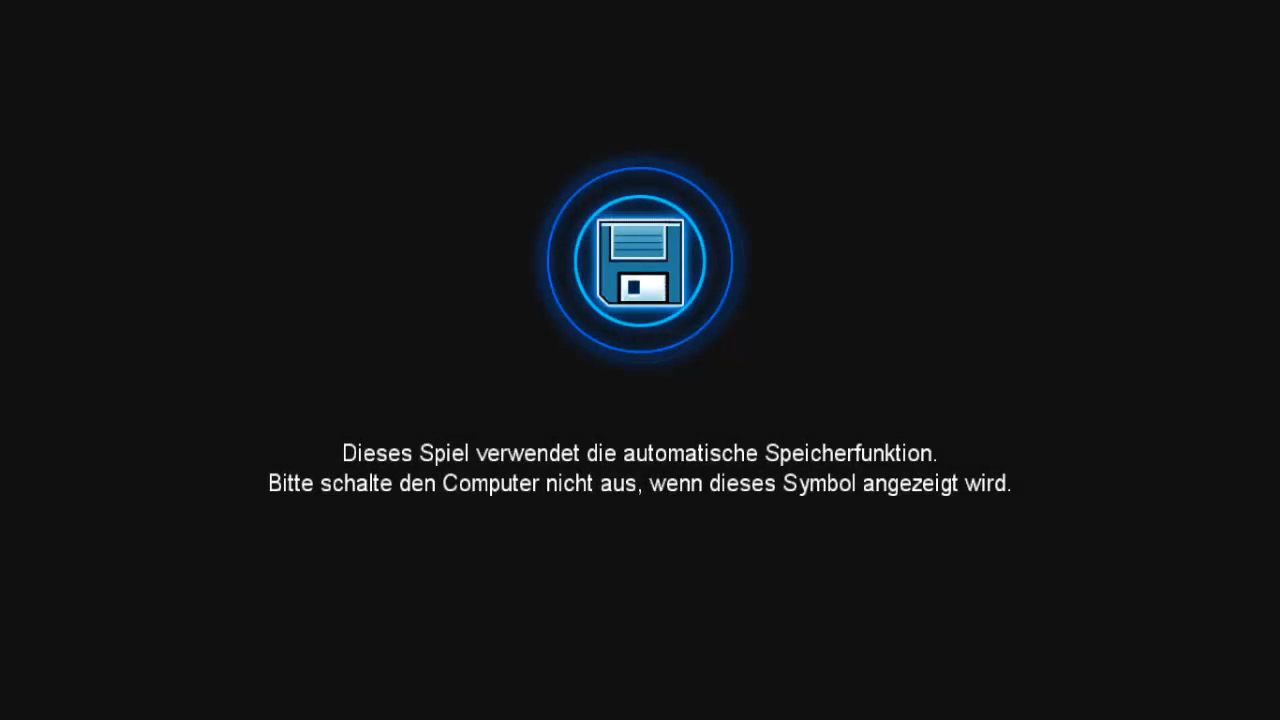 Dieses Spiel verwendet die automatische Speicherfunktion.
Bitte schalte den Computer nicht aus, wenn dieses Symbol angezeigt wird.